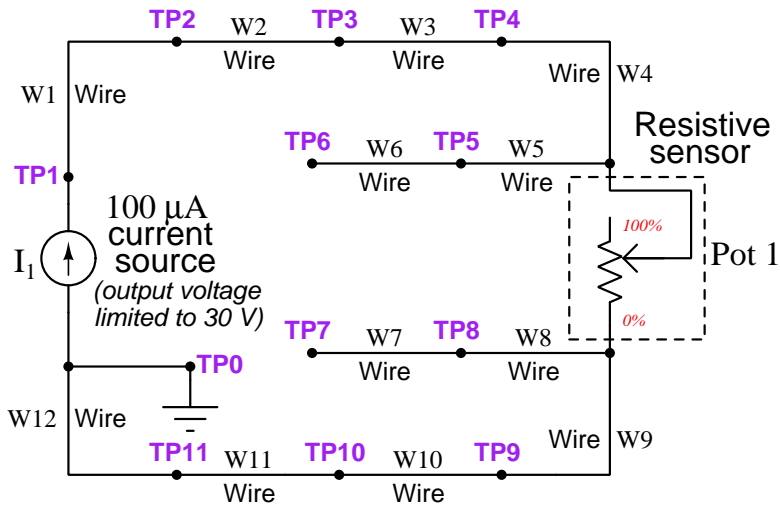 TP2 W2 TP3 W3 TP4
Wire Wire
W1 Wire
Wire W4
TP6 W6 TP5 W5
Wire Wire
Resistive
sensor
TP1
100 μA
current
source
(output voltage
limited to 30 V)
I1
100%
Pot 1
0%
TP7 W7 TP8 W8
Wire Wire
TP0
W12 Wire
Wire W9
TP11 W11 TP10 W10 TP9
Wire Wire